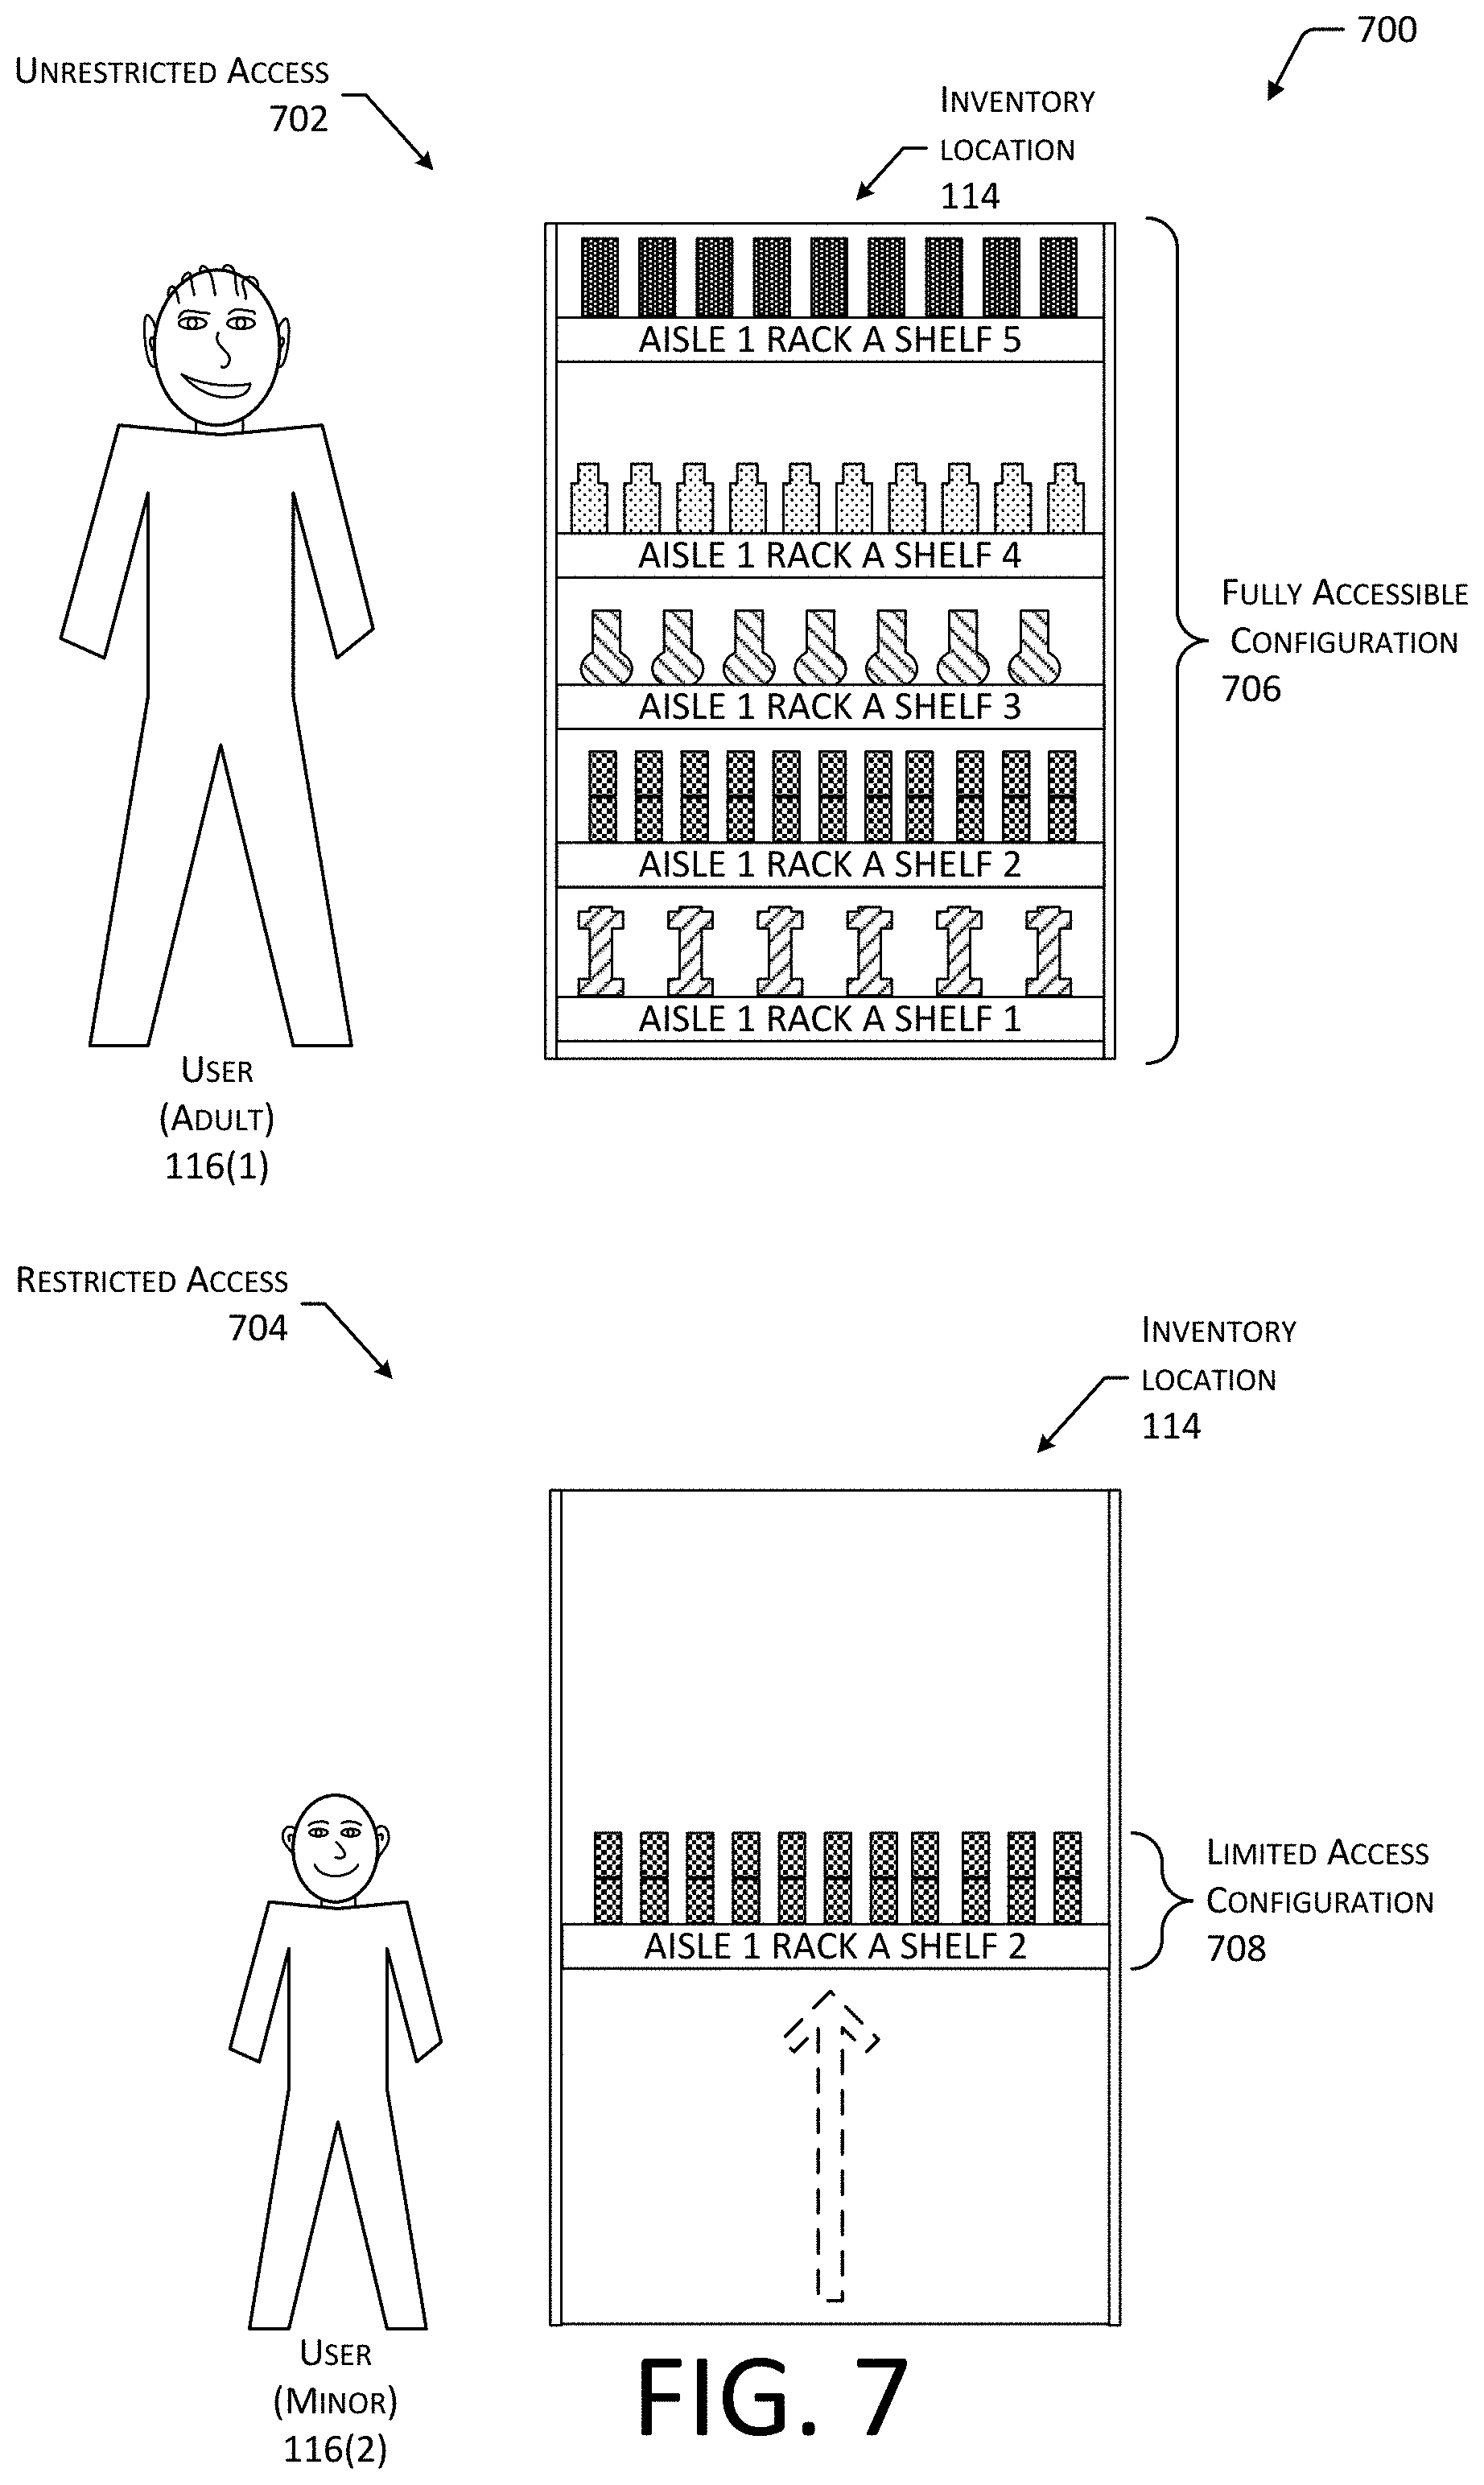 700
UNRESTRICTED ACCESS
702
INVENTORY
LOCATION
114
AISLE 1 RACK A SHELF 5
AISLE 1 RACK A SHELF 4
AISLE 1 RACK A SHELF 3
AISLE 1 RACK A SHELF 2
AISLE 1 RACK A SHELF 1
FULLY ACCESSIBLE
CONFIGURATION
706
USER
(ADULT)
116(1)
RESTRICTED ACCESS
704
INVENTORY
LOCATION
114
AISLE 1 RACK A SHELF 2
LIMITED ACCESS
CONFIGURATION
708
USER
(MINOR)
116(2)
FIG. 7